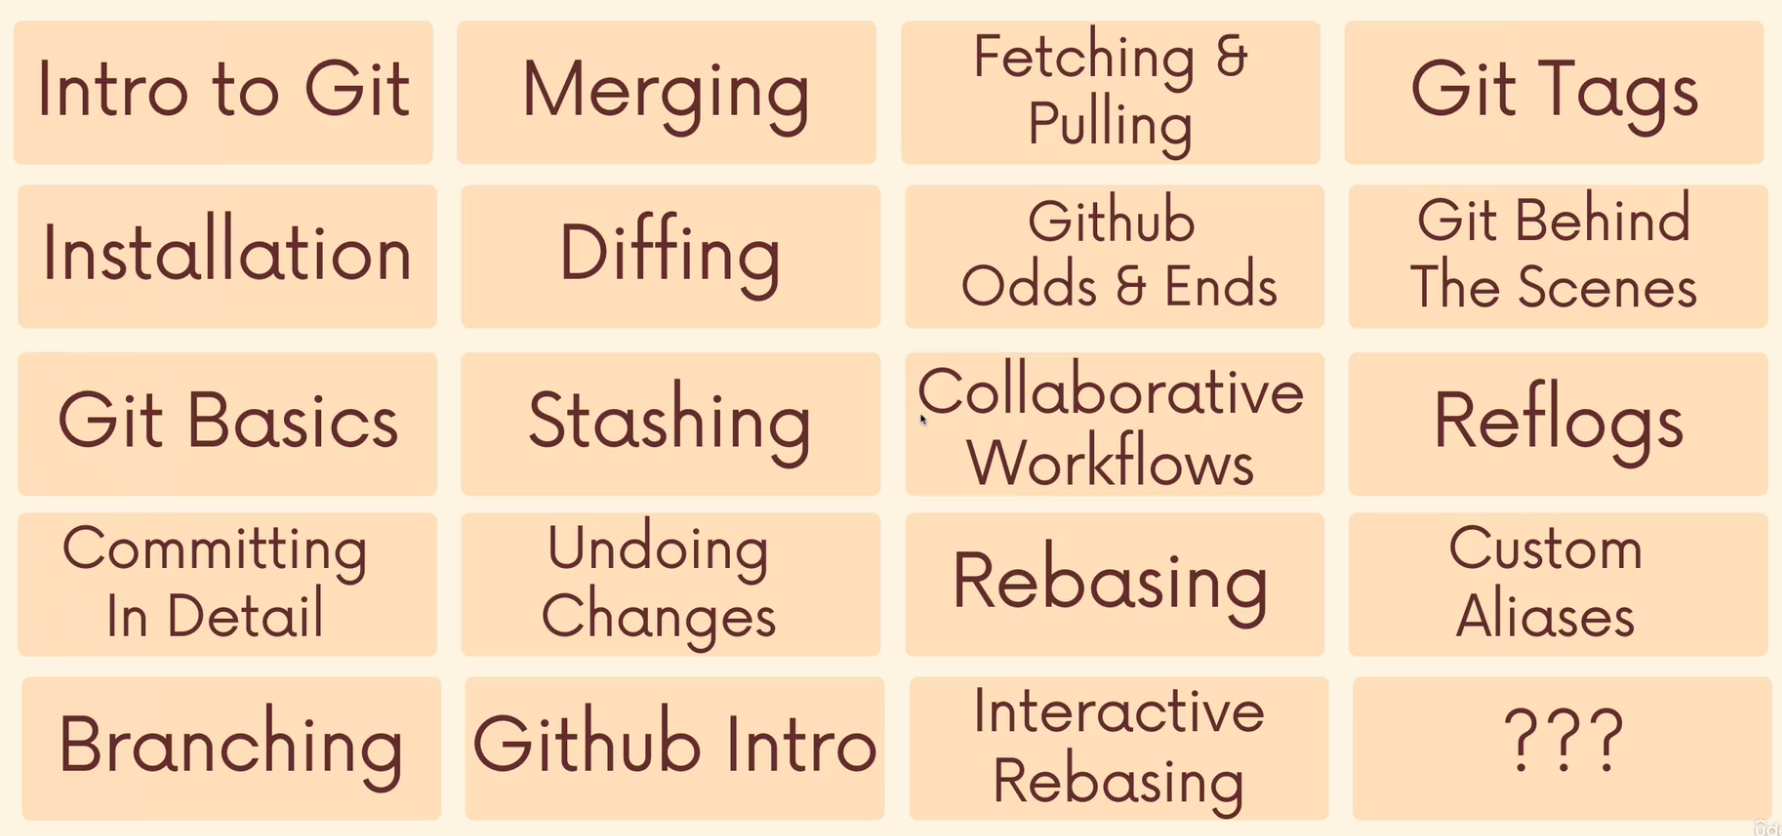 Intro to Git
Installation
Git Basics
Committing
In Detail
Branching
Merging
Diffing
Stashing
Undoing
Changes
Github Intro
Fetching &
Pulling
Github
Odds & Ends
Collaborative
Workflows
Rebasing
Interactive
Rebasing
Git Tags
Git Behind
The Scenes
Reflogs
Custom
Aliases
???